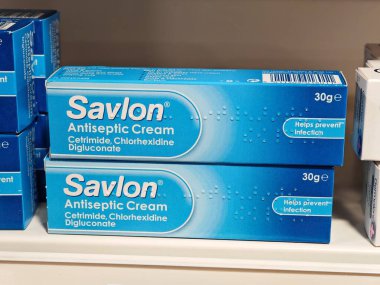 30g e
Savlon®
Antiseptic Cream
Cetrimide, Chlorhexidine
Digluconate
Helps prevent
infection
30g e
Savlon®
Antiseptic Cream
Cetrimide, Chlorhexidine
Digluconate
Helps prevent
infection